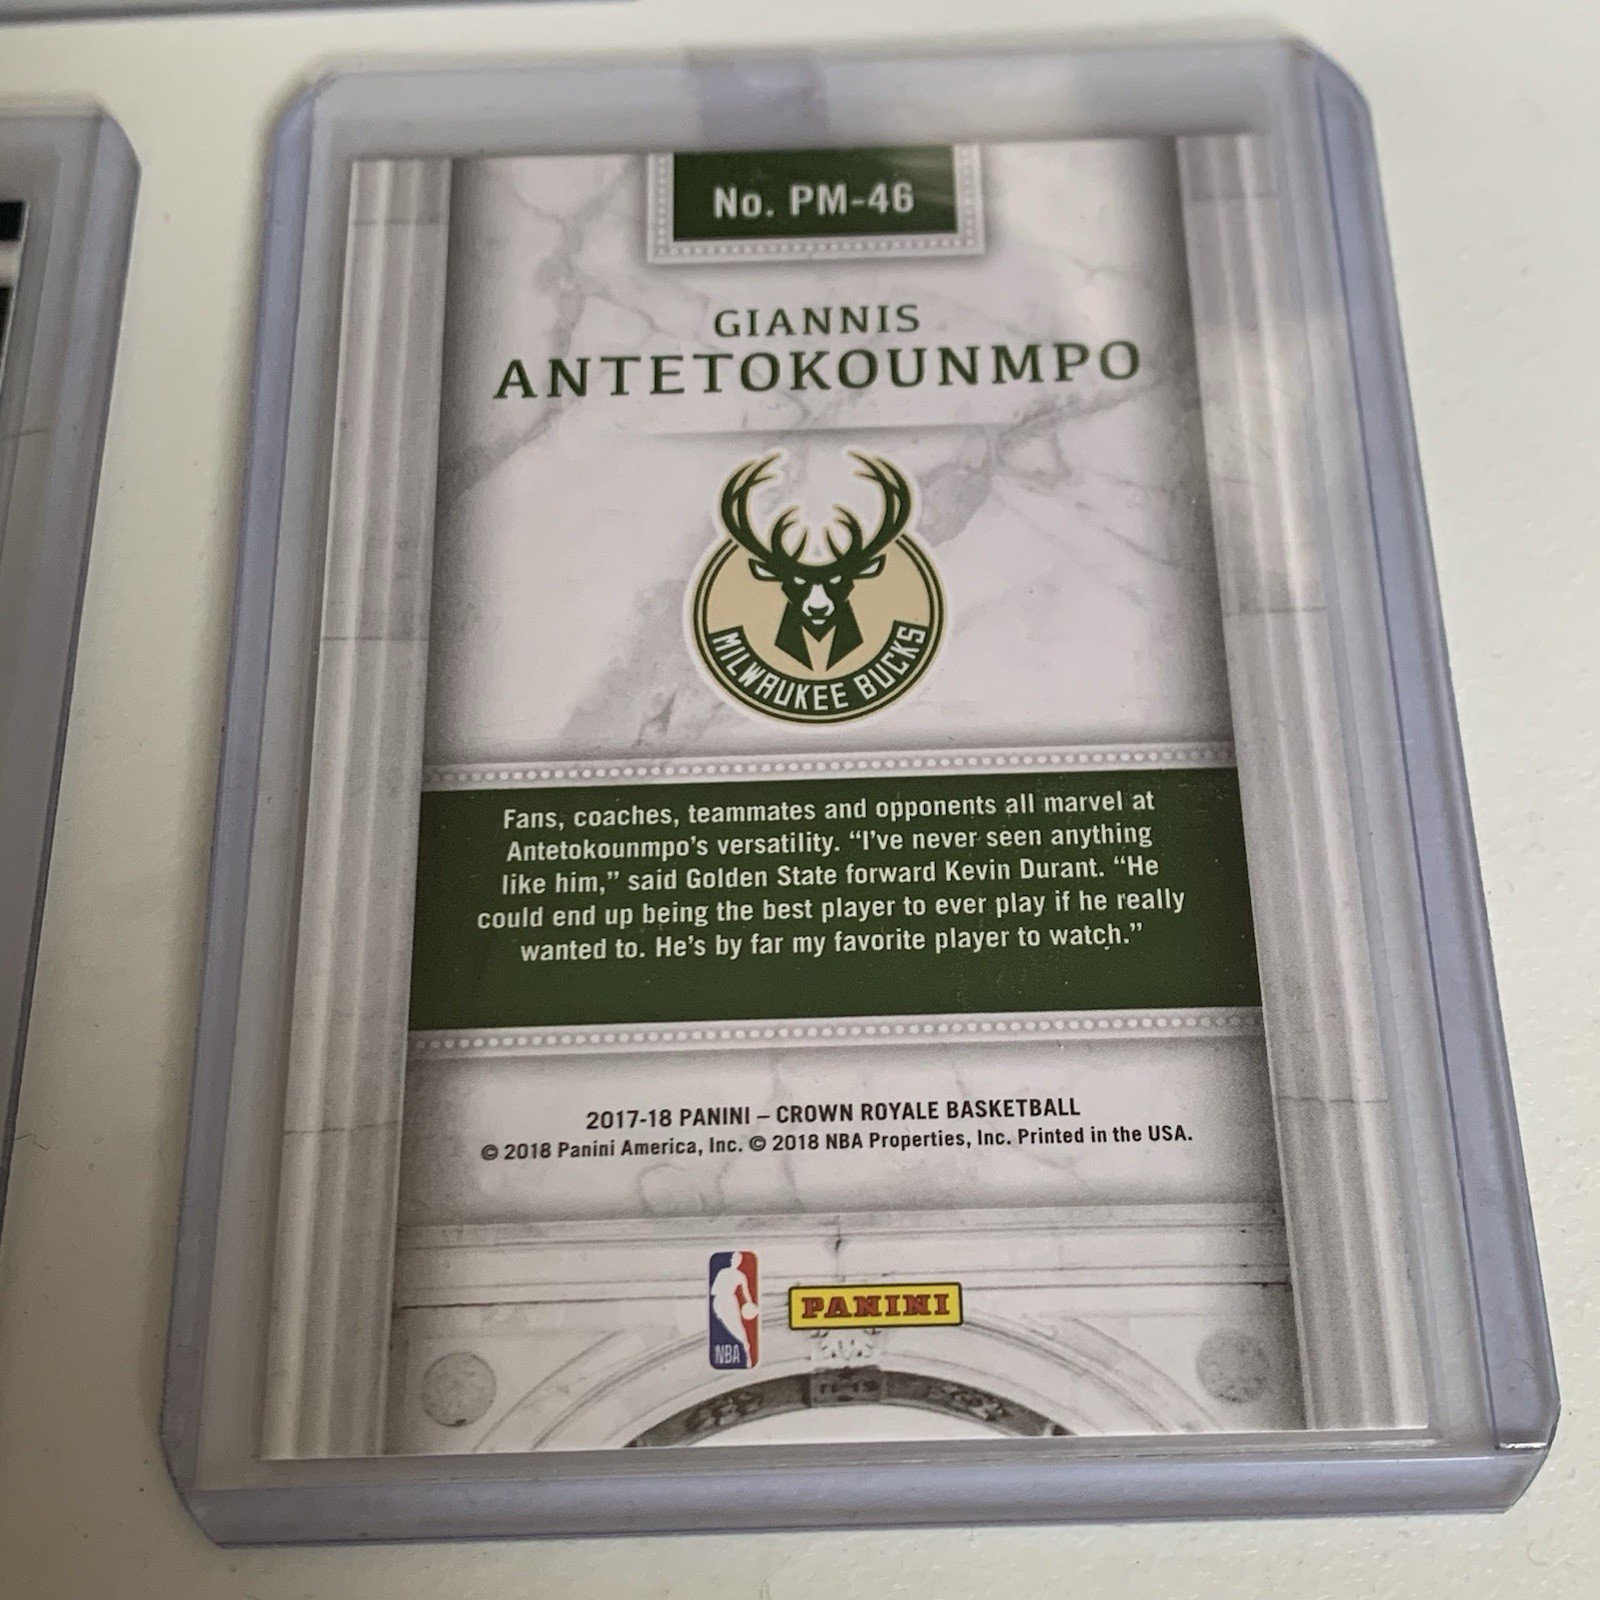 No. PM-46
GIANNIS
ANTETOKOUNMPO
MILWAUKEE BUCKS
Fans, coaches, teammates and opponents all marvel at
Antetokounmpo's versatility. “I've never seen anything
like him,” said Golden State forward Kevin Durant. “He
could end up being the best player to ever play if he really
wanted to. He's by far my favorite player to watch.”
2017-18 PANINI – CROWN ROYALE BASKETBALL
© 2018 Panini America, Inc. © 2018 NBA Properties, Inc. Printed in the USA.
NBA
PANINI